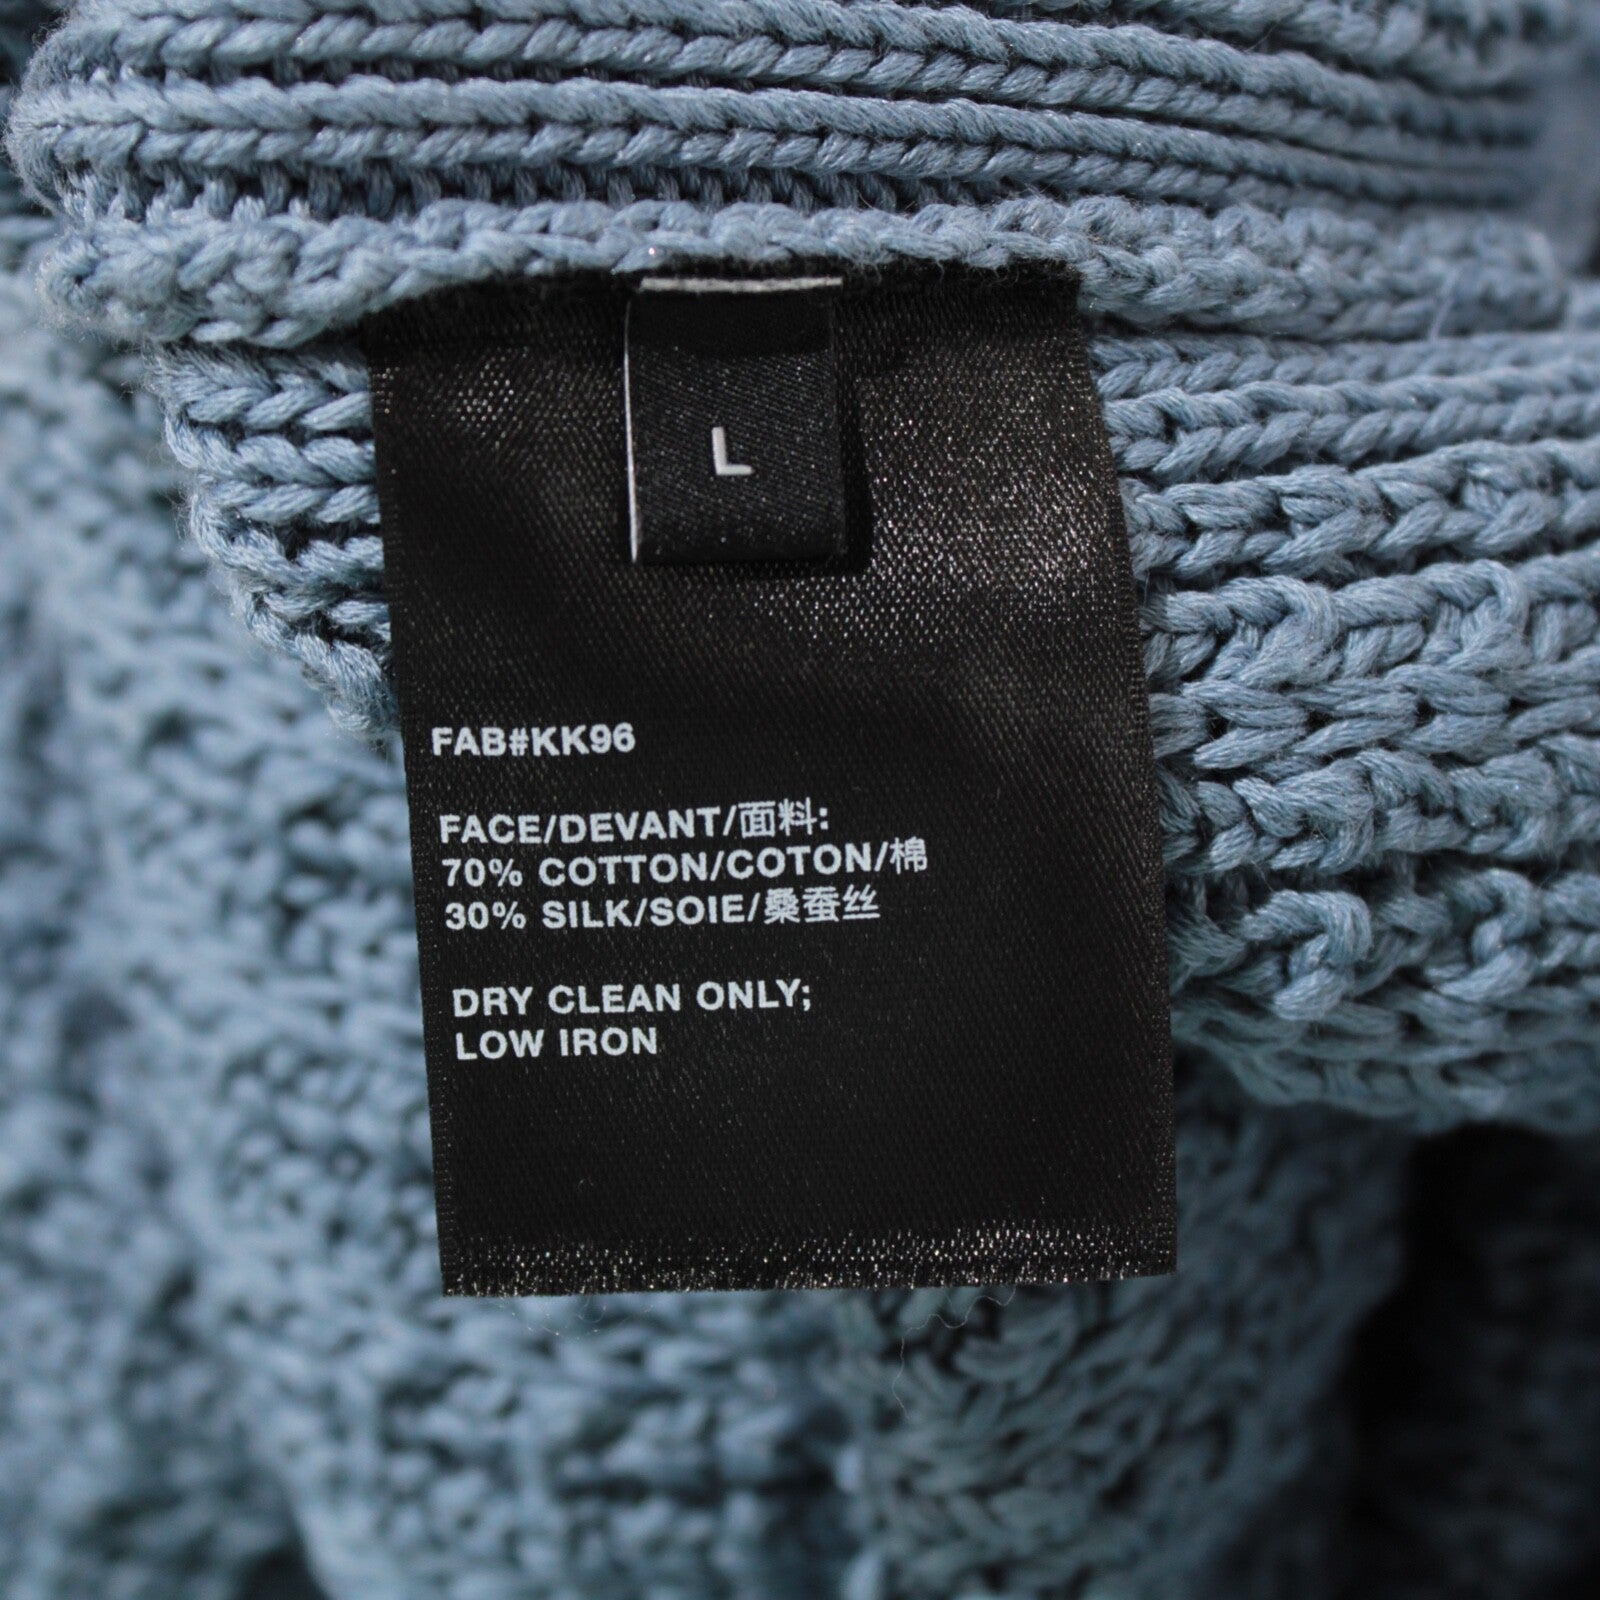 L
FAB#KK96
FACE/DEVANT/面料:
70% COTTON/COTON/棉
30% SILK/SOIE/桑蚕丝
DRY CLEAN ONLY;
LOW IRON